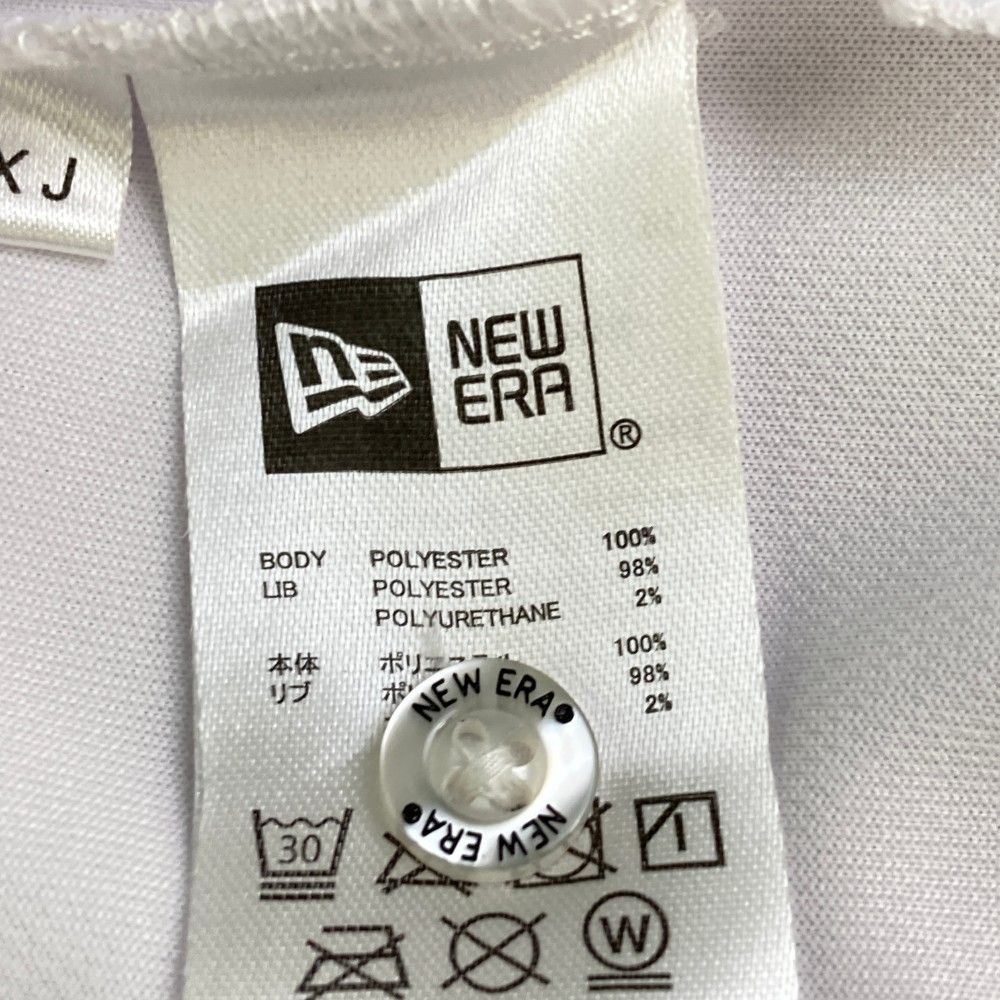 XJ
NEW
ERA
®
BODY POLYESTER 100%
LIB POLYESTER 98%
POLYURETHANE 2%
本体 100%
リブ 98%
2%
NEW ERA
NEW ERA
30
W